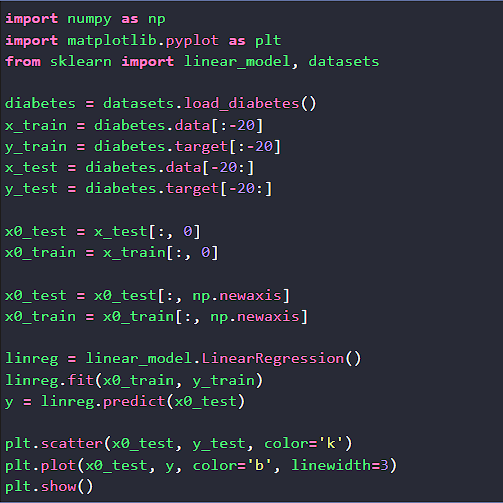 import numpy as np
import matplotlib.pyplot as plt
from sklearn import linear_model, datasets
diabetes = datasets.load_diabetes()
x_train = diabetes.data[:-20]
y_train = diabetes.target[:-20]
x_test = diabetes.data[-20:]
y_test = diabetes.target[-20:]
x0_test = x_test[:, 0]
x0_train = x_train[:, 0]
x0_test = x0_test[:, np.newaxis]
x0_train = x0_train[:, np.newaxis]
linreg = linear_model.LinearRegression()
linreg.fit(x0_train, y_train)
y = linreg.predict(x0_test)
plt.scatter(x0_test, y_test, color='k')
plt.plot(x0_test, y, color='b', linewidth=3)
plt.show()